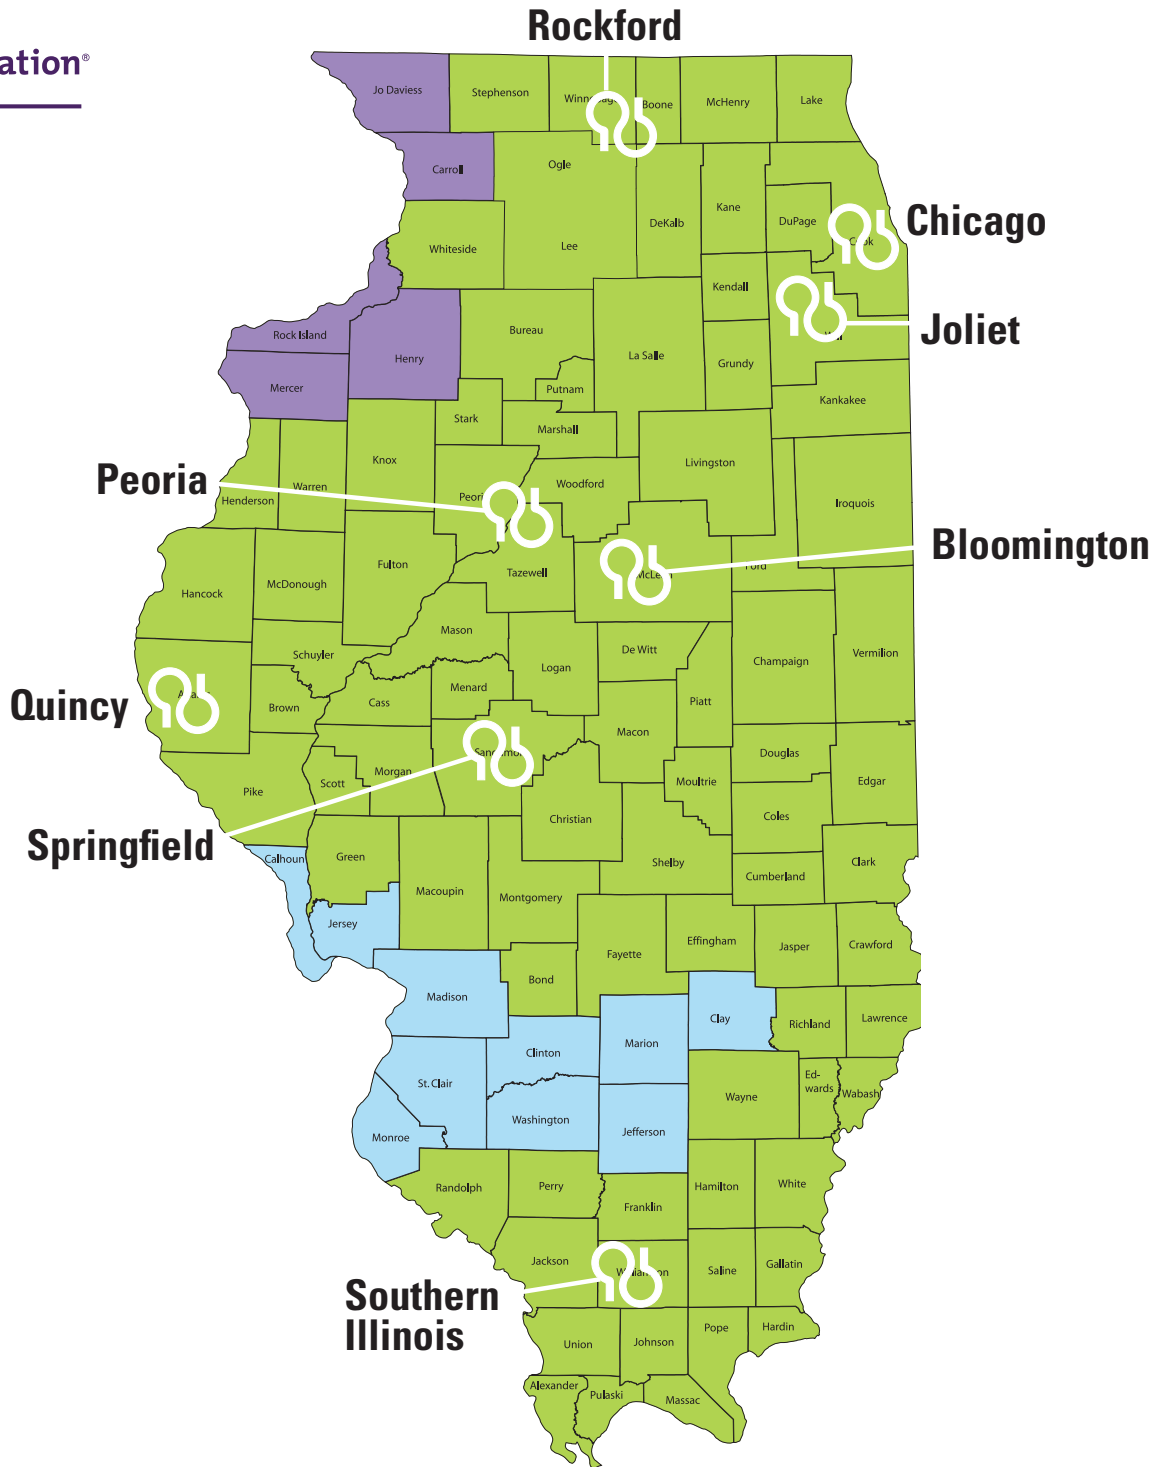 Rockford
ation®
Jo Daviess
Stephenson
Boone
McHenry
Lake
Carroll
Ogle
Kane
DeKalb
DuPage
Chicago
Whiteside
Lee
Kendall
Rock Island
Bureau
Joliet
Henry
La Salle
Grundy
Mercer
Putnam
Kankakee
Stark
Marshall
Knox
Livingston
Peoria
Warren
Woodford
Henderson
Iroquois
Bloomington
Fulton
Tazewell
McDonough
Hancock
Mason
De Witt
Schuyler
Logan
Champaign
Vermilion
Menard
Quincy
Brown
Cass
Piatt
Macon
Douglas
Morgan
Scott
Moultrie
Edgar
Pike
Christian
Coles
Springfield
Calhoun
Green
Shelby
Clark
Cumberland
Macoupin
Montgomery
Jersey
Effingham
Jasper
Crawford
Fayette
Bond
Madison
Clay
Richland
Lawrence
Clinton
Marion
St. Clair
Ed-
wards
Wabash
Wayne
Washington
Jefferson
Monroe
Randolph
Perry
Hamilton
White
Franklin
Jackson
Saline
Gallatin
Southern
Illinois
Union
Johnson
Pope
Hardin
Alexander
Pulaski
Massac